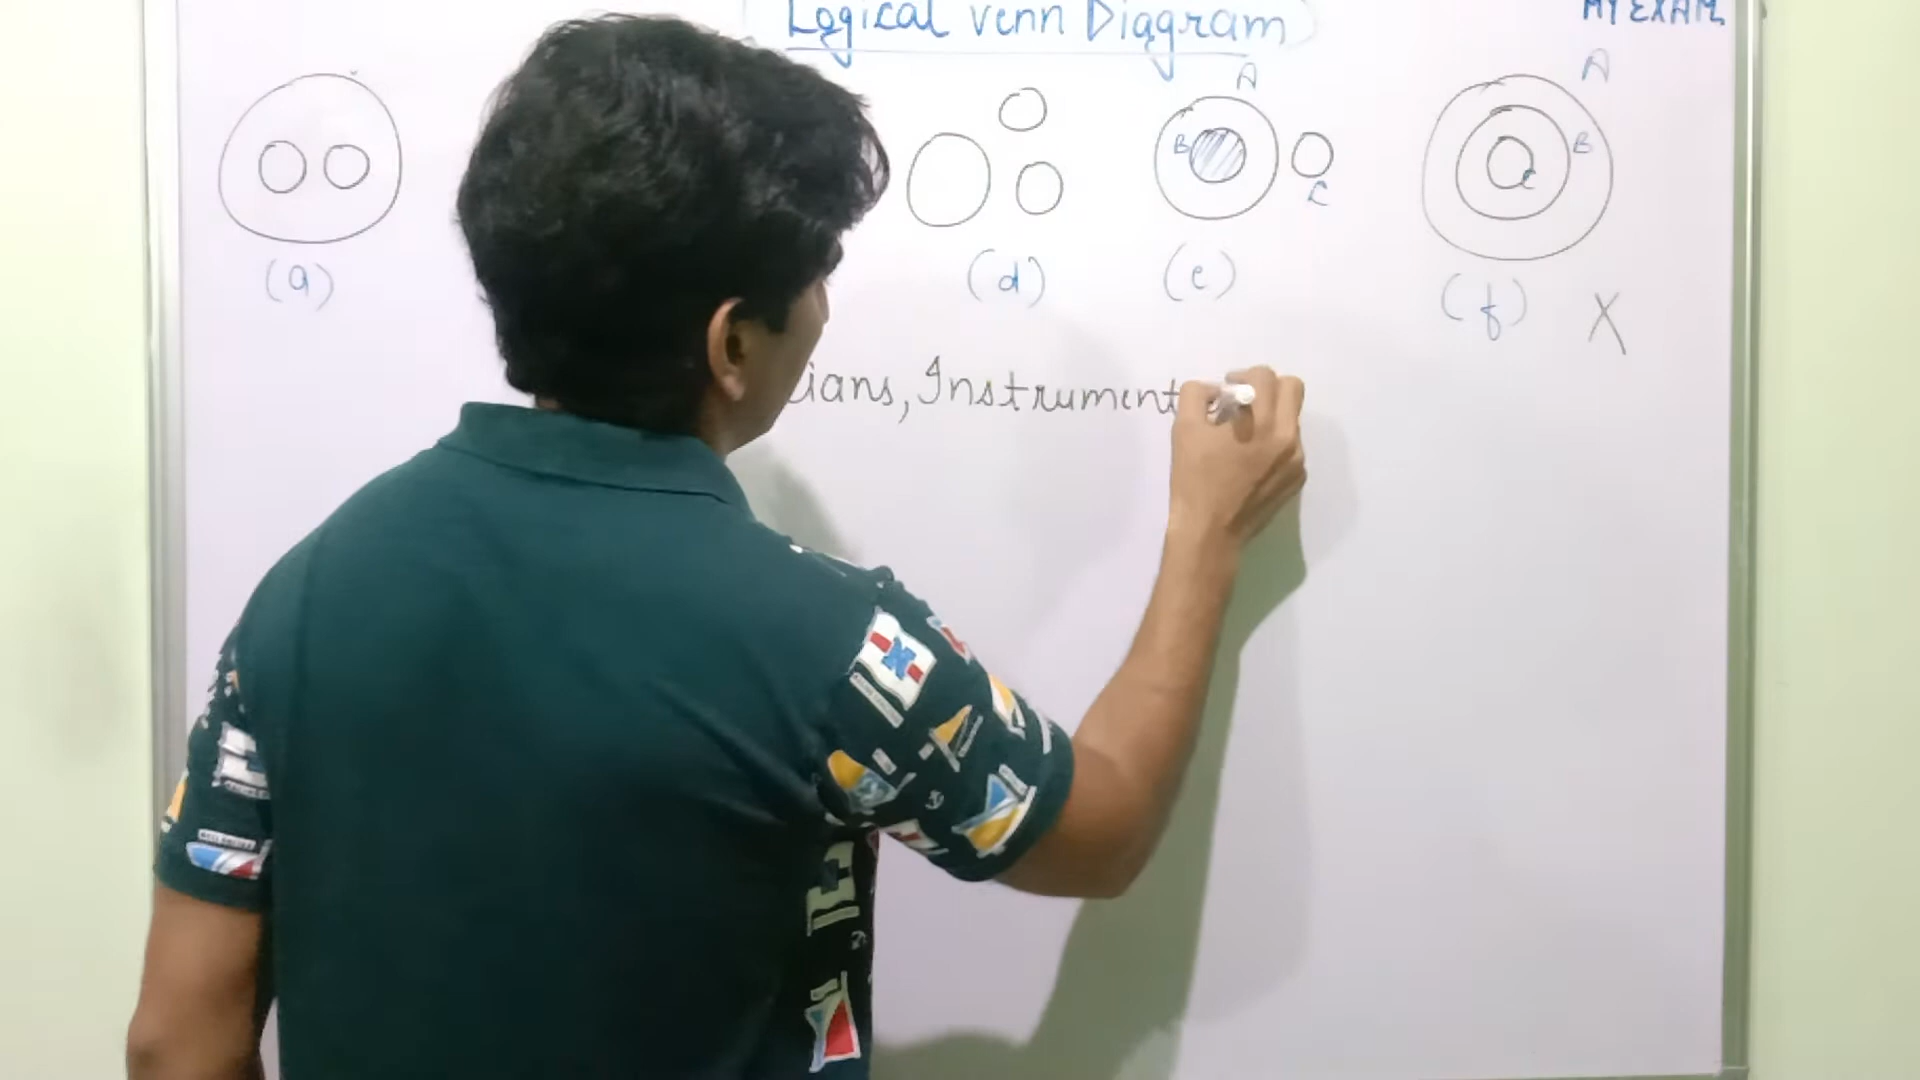 Logical Venn Diagram
MY EXAM
A
A
B
C
B
C
(a)
(d)
(e)
(f)
X
cians, Instrument